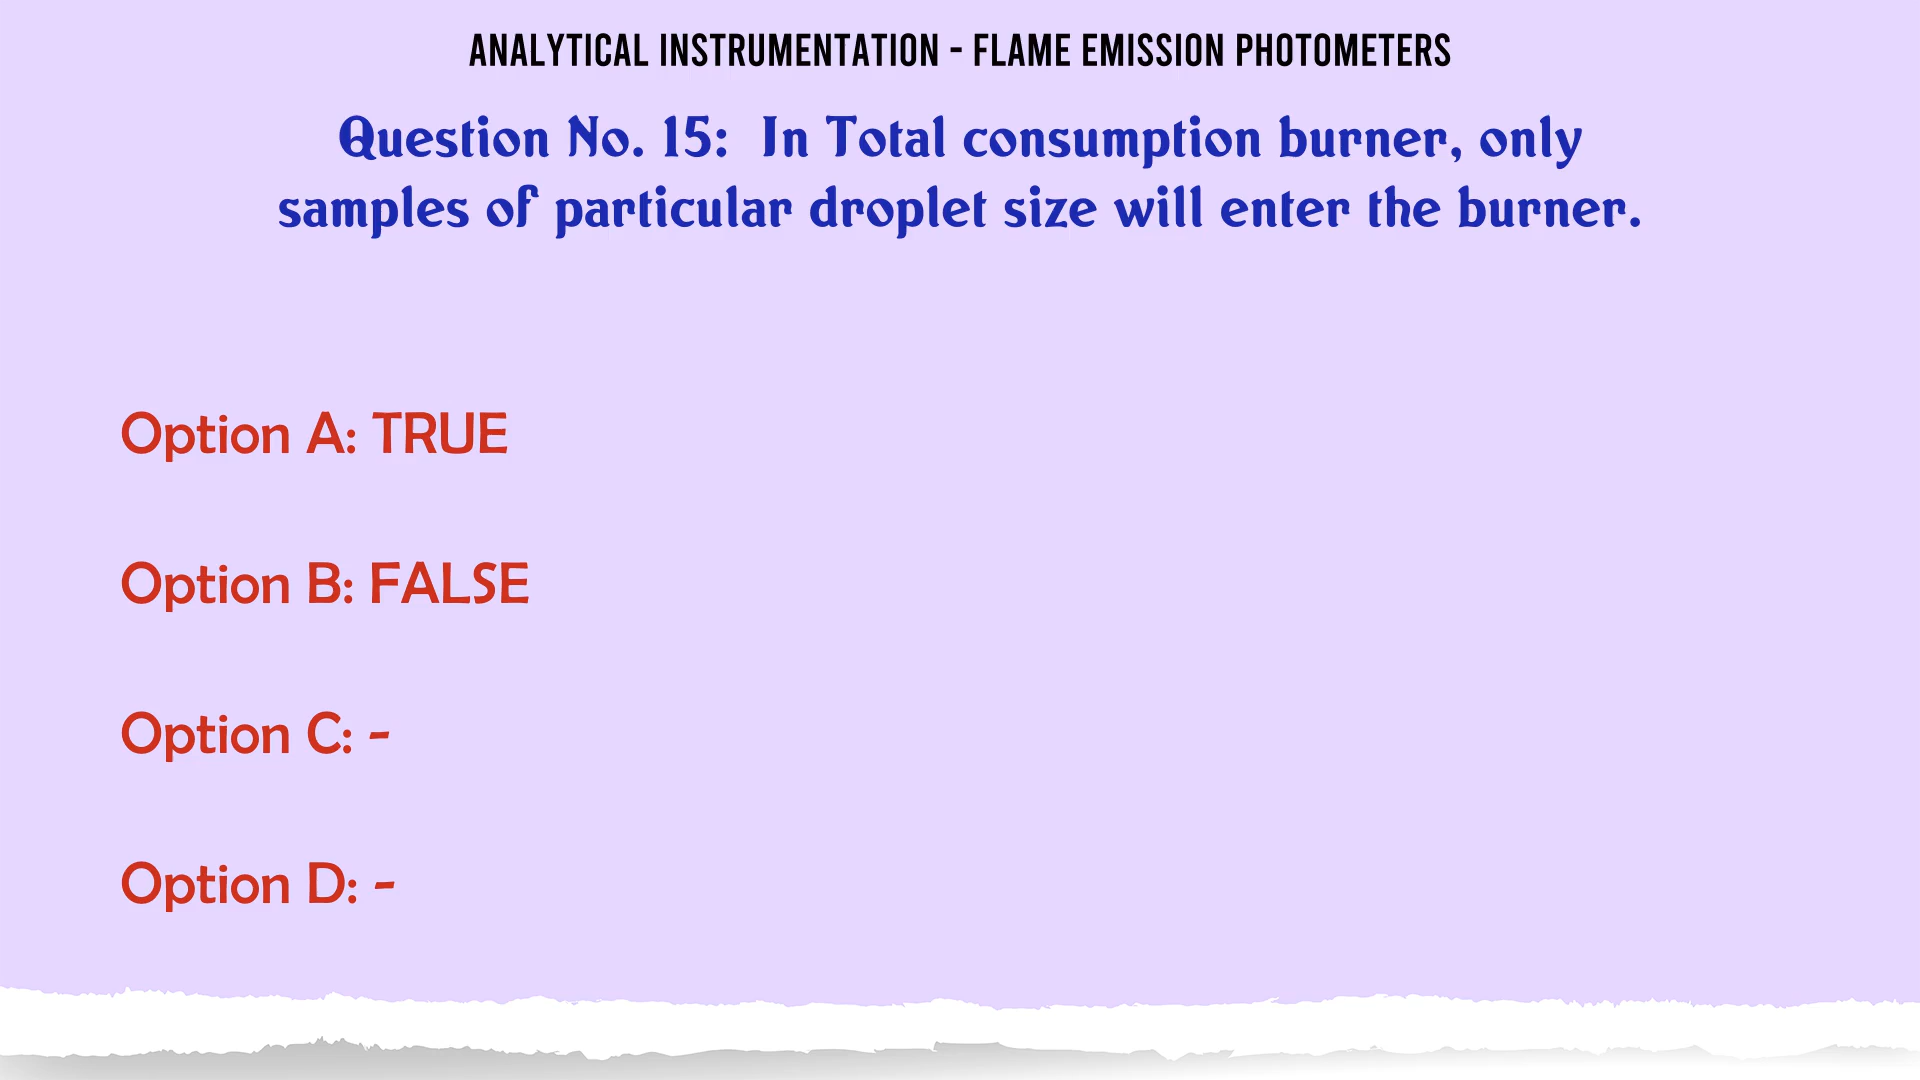 ANALYTICAL INSTRUMENTATION - FLAME EMISSION PHOTOMETERS
Question No. 15:  In Total consumption burner, only
samples of particular droplet size will enter the burner.
Option A: TRUE
Option B: FALSE
Option C: -
Option D: -